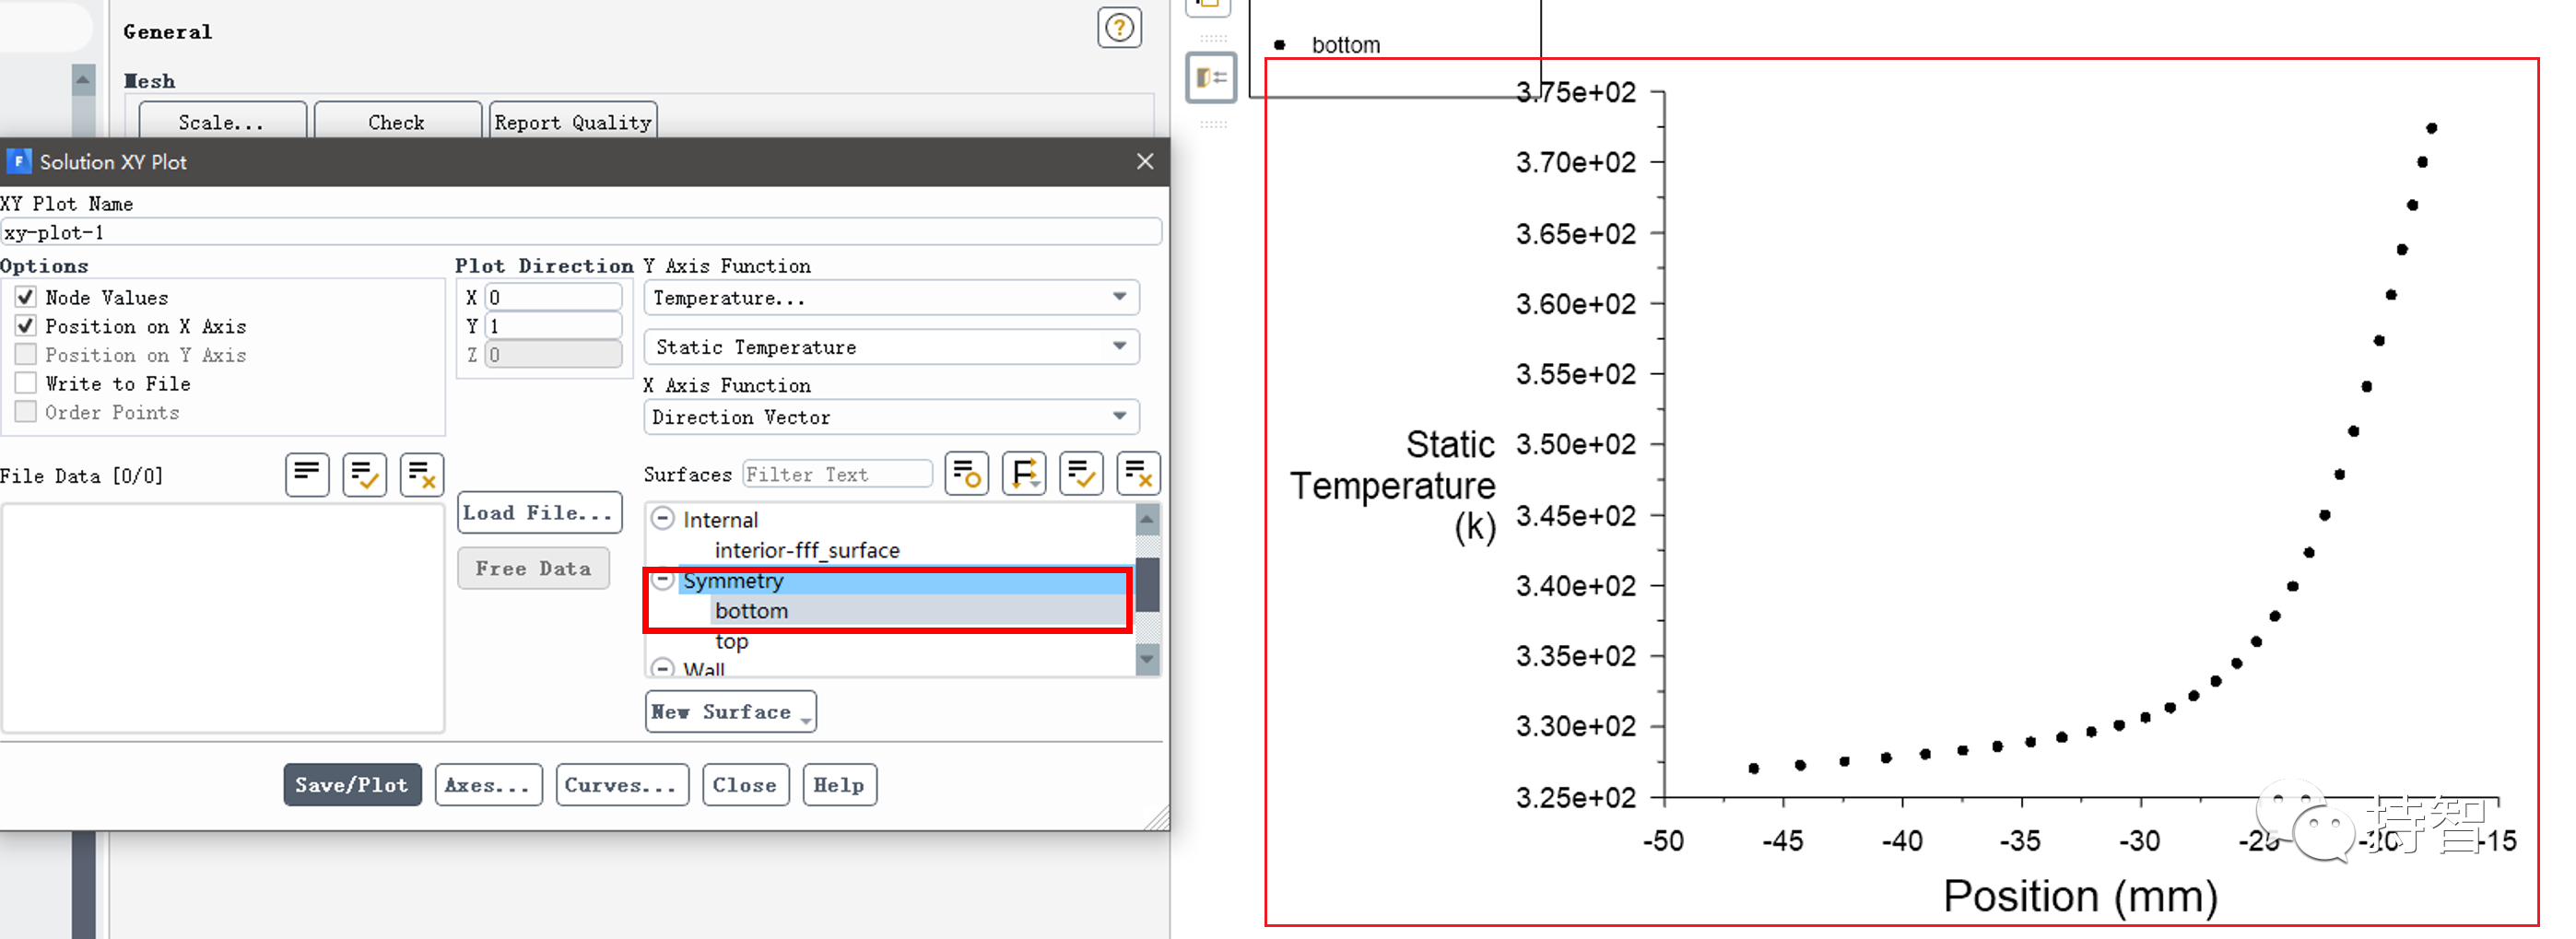 General
Mesh
Scale...
Check
Report Quality
Solution XY Plot
XY Plot Name
xy-plot-1
Options
Node Values
Position on X Axis
Position on Y Axis
Write to File
Order Points
Plot Direction
X 0
Y 1
Z 0
Y Axis Function
Temperature...
Static Temperature
X Axis Function
Direction Vector
File Data [0/0]
Load File...
Free Data
Surfaces Filter Text
Internal
interior-fff_surface
Symmetry
bottom
top
Wall
New Surface
Save/Plot
Axes...
Curves...
Close
Help
bottom
3.75e+02
3.70e+02
3.65e+02
3.60e+02
3.55e+02
3.50e+02
3.45e+02
3.40e+02
3.35e+02
3.30e+02
3.25e+02
Static
Temperature
(k)
-50 -45 -40 -35 -30 -25 -20 -15
Position (mm)
持智